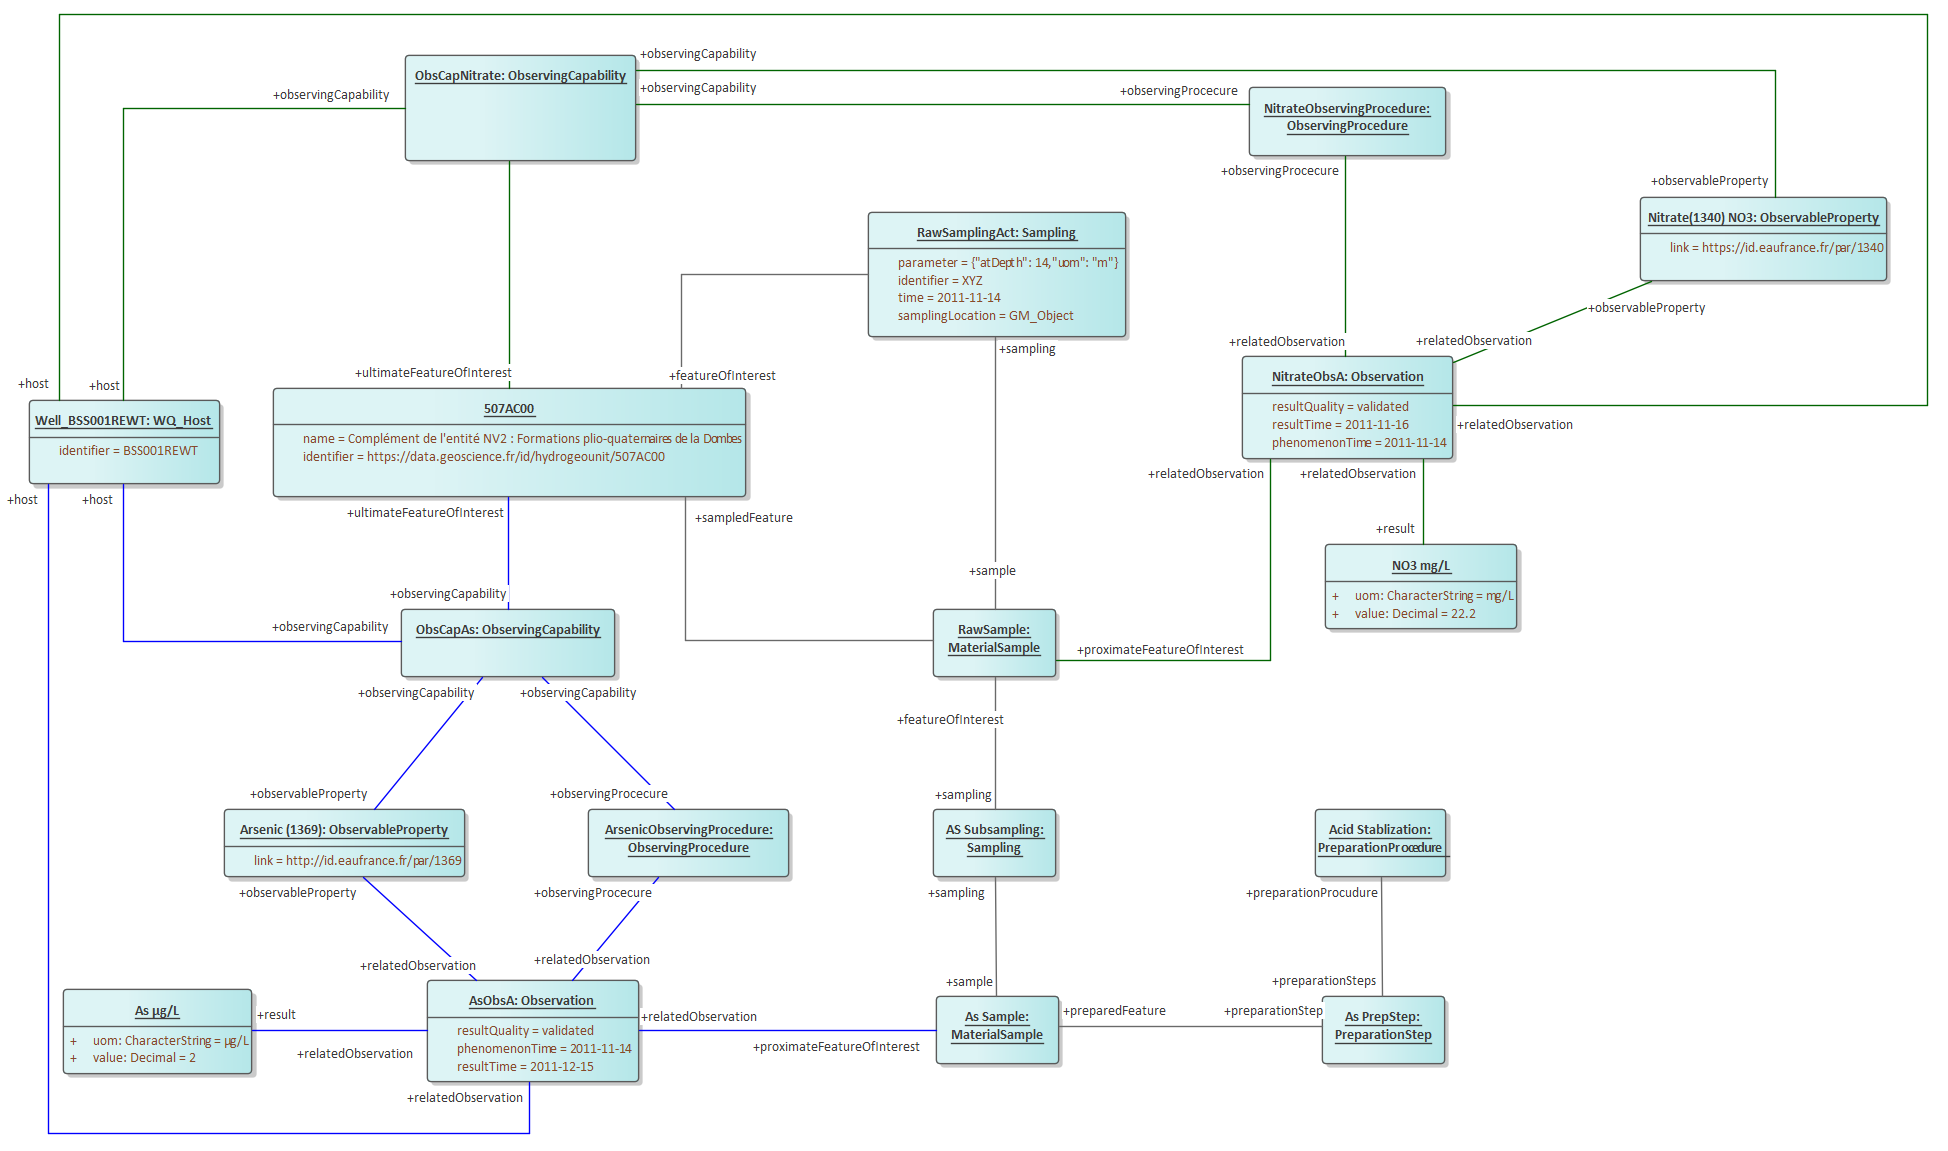 +observingCapability
ObsCapNitrate: ObservingCapability
+observingCapability
+observingCapability
+observingProcecure
NitrateObservingProcedure:
ObservingProcedure
+observingProcecure
+observableProperty
Nitrate(1340) NO3: ObservableProperty
link = https://id.eaufrance.fr/par/1340
+observableProperty
RawSamplingAct: Sampling
parameter = {"atDepth": 14,"uom": "m"}
identifier = XYZ
time = 2011-11-14
samplingLocation = GM_Object
+sampling
+relatedObservation
+relatedObservation
+ultimateFeatureOfInterest
+featureOfInterest
+host
+host
Well_BSS001REWT: WQ_Host
identifier = BSS001REWT
+host
+host
507AC00
name = Complément de l'entité NV2 : Formations plio-quaternaires de la Dombes
identifier = https://data.geoscience.fr/id/hydrogeounit/507AC00
NitrateObsA: Observation
resultQuality = validated
resultTime = 2011-11-16
phenomenonTime = 2011-11-14
+relatedObservation
+relatedObservation
+relatedObservation
+ultimateFeatureOfInterest
+sampledFeature
+result
NO3 mg/L
+ uom: CharacterString = mg/L
+ value: Decimal = 22.2
+sample
+observingCapability
+observingCapability
ObsCapAs: ObservingCapability
RawSample:
MaterialSample
+proximateFeatureOfInterest
+observingCapability
+observingCapability
+featureOfInterest
+observableProperty
+observingProcecure
+sampling
Arsenic (1369): ObservableProperty
link = http://id.eaufrance.fr/par/1369
ArsenicObservingProcedure:
ObservingProcedure
AS Subsampling:
Sampling
Acid Stablization:
PreparationProcedure
+observableProperty
+observingProcecure
+sampling
+preparationProcudure
+relatedObservation
+relatedObservation
+sample
+preparationSteps
As µg/L
+ uom: CharacterString = µg/L
+ value: Decimal = 2
+result
+relatedObservation
AsObsA: Observation
resultQuality = validated
phenomenonTime = 2011-11-14
resultTime = 2011-12-15
+relatedObservation
+proximateFeatureOfInterest
As Sample:
MaterialSample
+preparedFeature
+preparationStep
As PrepStep:
PreparationStep
+relatedObservation